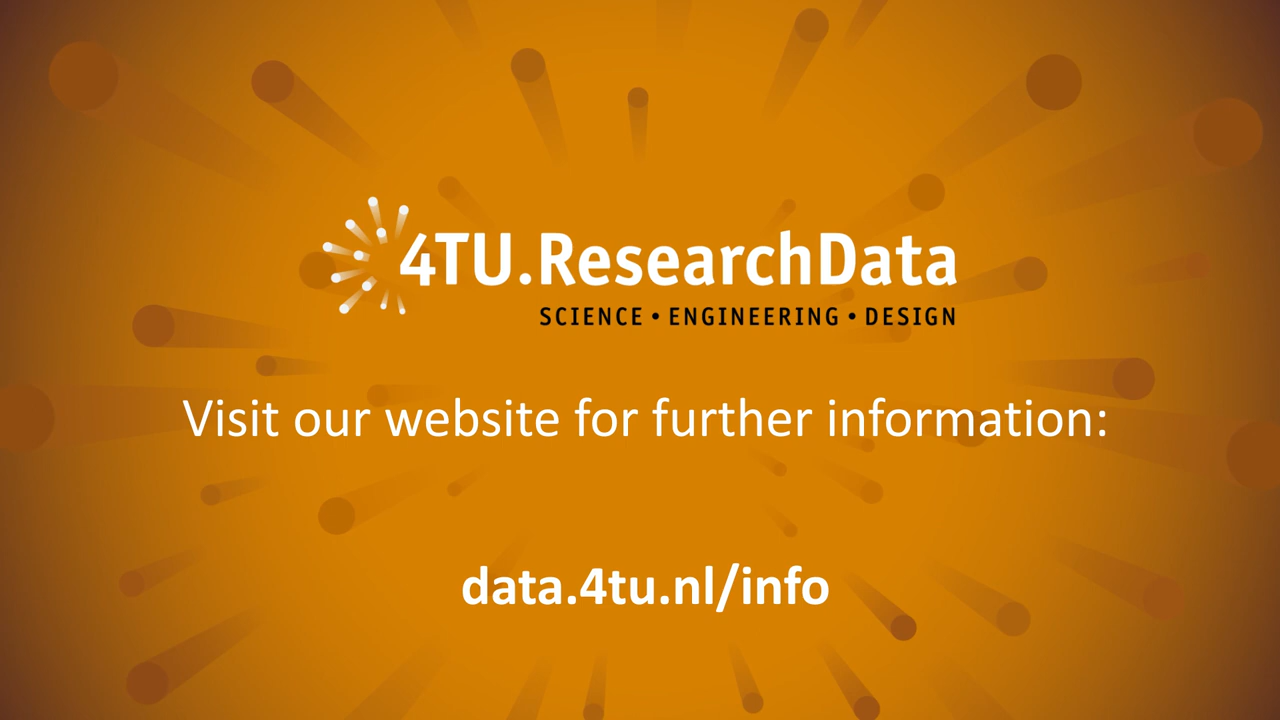 4TU.ResearchData
SCIENCE • ENGINEERING • DESIGN
Visit our website for further information:
data.4tu.nl/info